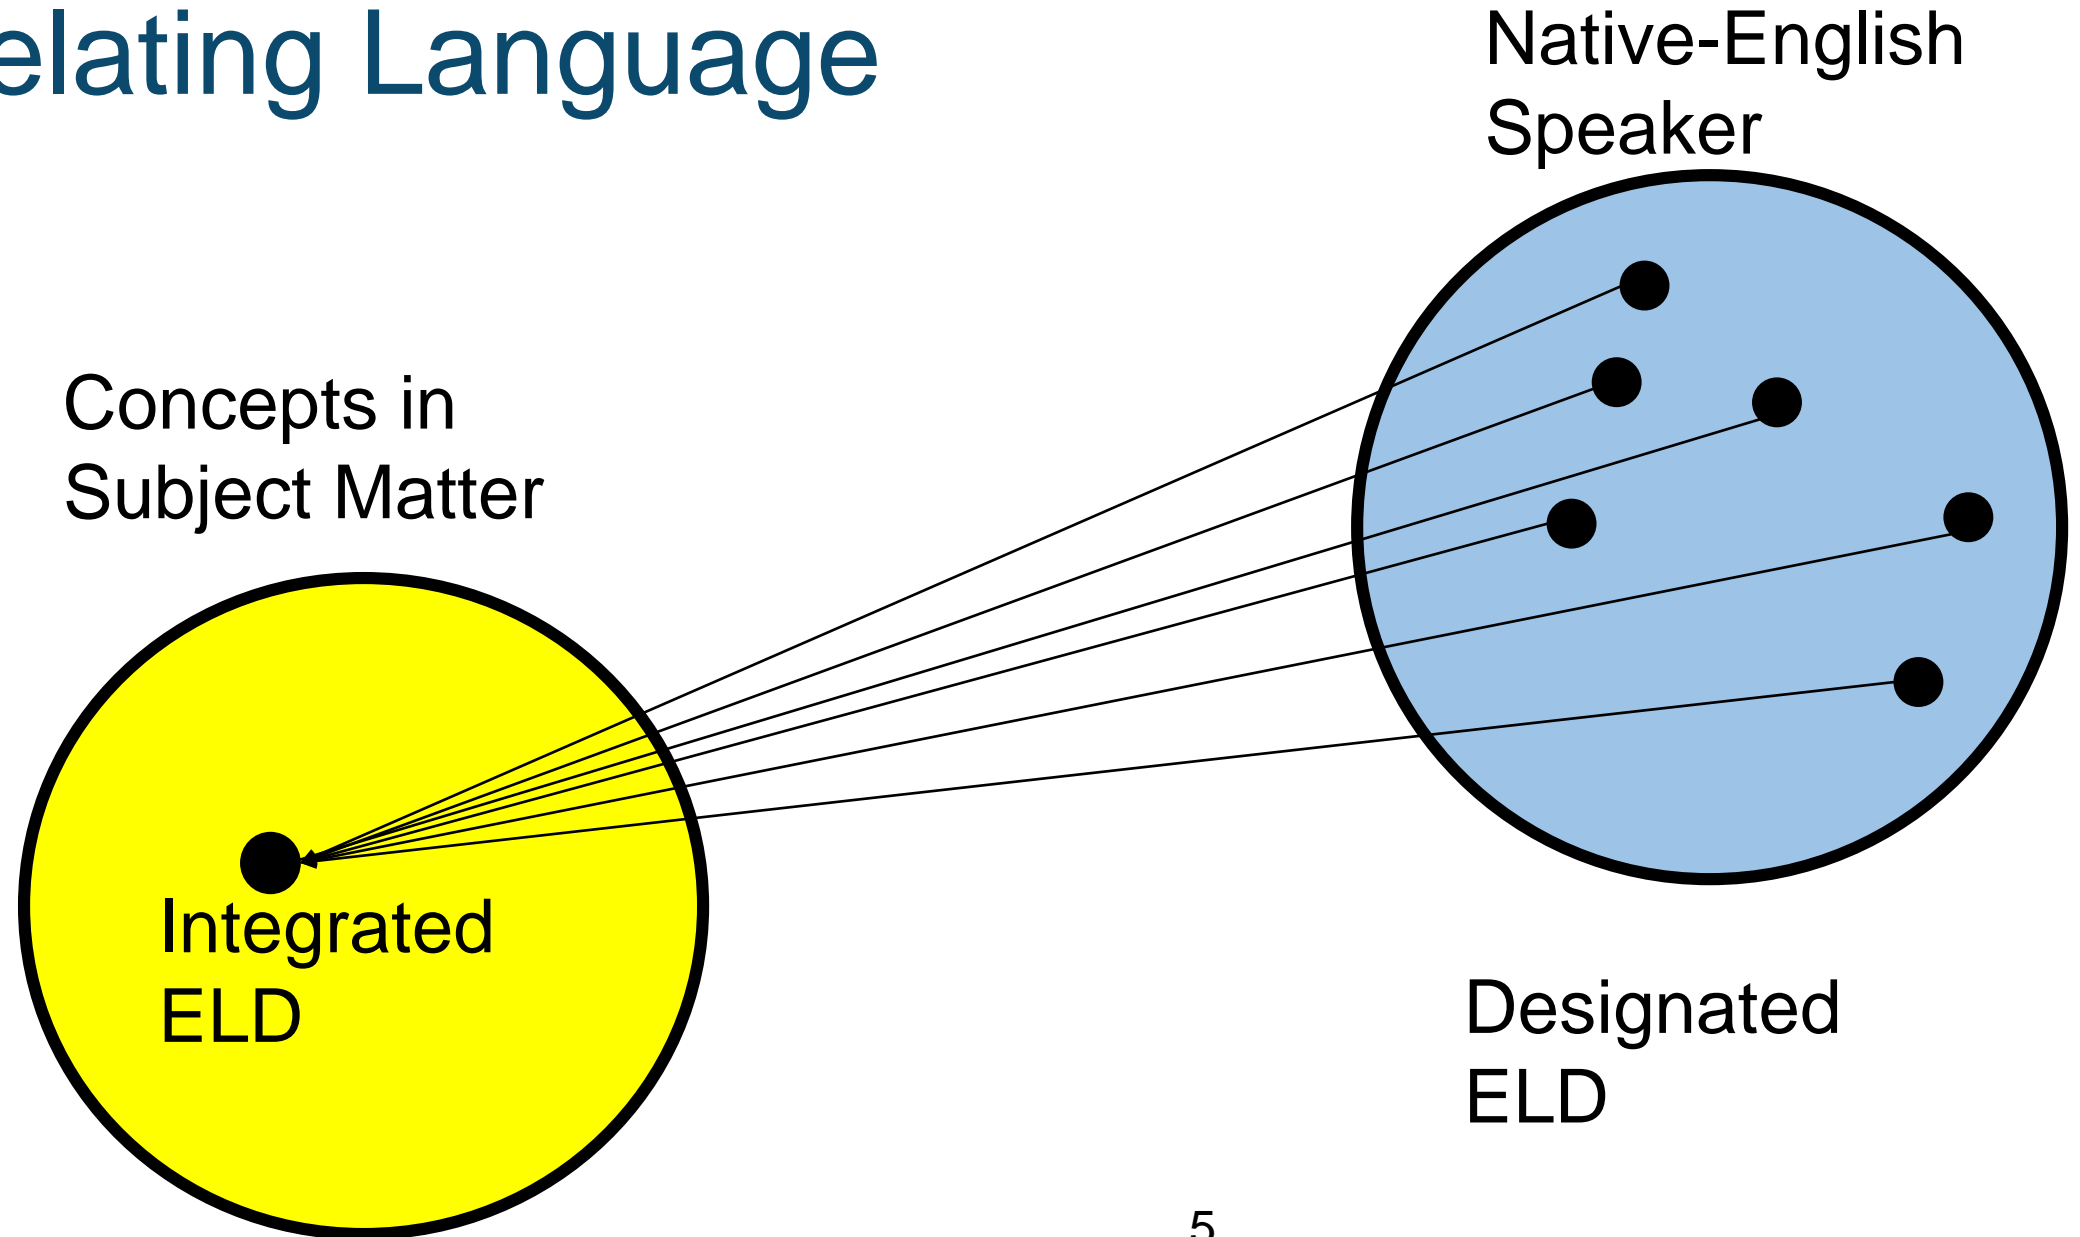 elating Language
Native-English
Speaker
Concepts in
Subject Matter
Integrated
ELD
Designated
ELD
5